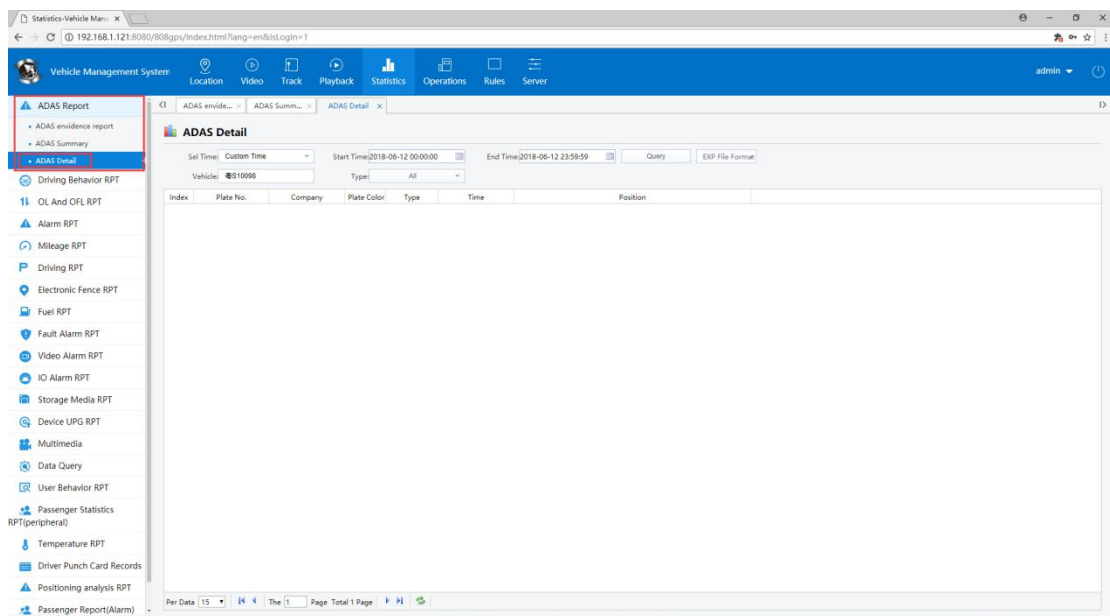 Statistics-Vehicle Man
192.168.1.121:8080/808gps/index.html?lang=en&isLogin=1
Vehicle Management System
Location Video Track Playback Statistics Operations Rules Server
admin
ADAS Report
ADAS envidence report
ADAS Summary
ADAS Detail
Driving Behavior RPT
OL And OFL RPT
Alarm RPT
Mileage RPT
Driving RPT
Electronic Fence RPT
Fuel RPT
Fault Alarm RPT
Video Alarm RPT
IO Alarm RPT
Storage Media RPT
Device UPG RPT
Multimedia
Data Query
User Behavior RPT
Passenger Statistics
RPT(peripheral)
Temperature RPT
Driver Punch Card Records
Positioning analysis RPT
Passenger Report(Alarm)
ADAS envide... ADAS Summ... ADAS Detail
ADAS Detail
Sel Time: Custom Time Start Time: 2018-06-12 00:00:00 End Time: 2018-06-12 23:59:59 Query EXP File Format
Vehicle: 粤S10098 Type: All
Index Plate No. Company Plate Color Type Time Position
Per Data 15 The 1 Page Total 1 Page